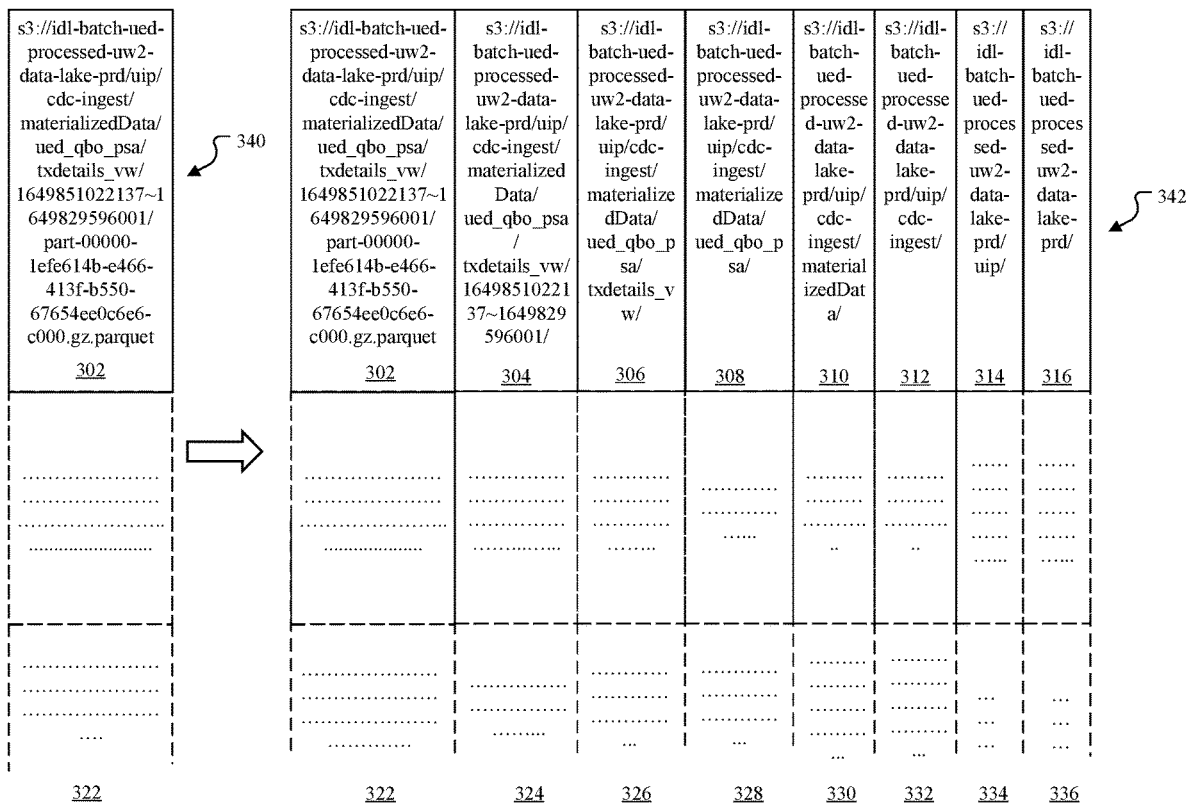 s3://idl-batch-ued-
processed-uw2-
data-lake-prd/uip/
cdc-ingest/
materializedData/
ued_qbo_psa/
txdetails_vw/
1649851022137~1
649829596001/
part-00000-
1efe614b-e466-
413f-b550-
67654ee0c6e6-
c000.gz.parquet
302
340
s3://idl-batch-ued-
processed-uw2-
data-lake-prd/uip/
cdc-ingest/
materializedData/
ued_qbo_psa/
txdetails_vw/
1649851022137~1
649829596001/
part-00000-
1efe614b-e466-
413f-b550-
67654ee0c6e6-
c000.gz.parquet
302
s3://idl-
batch-ued-
processed-
uw2-data-
lake-prd/uip/
cdc-ingest/
materialized
Data/
ued_qbo_psa
/
txdetails_vw/
16498510221
37~1649829
596001/
304
s3://idl-
batch-ued-
processed-
uw2-data-
lake-prd/
uip/cdc-
ingest/
materialize
dData/
ued_qbo_p
sa/
txdetails_v
w/
306
s3://idl-
batch-ued-
processed-
uw2-data-
lake-prd/
uip/cdc-
ingest/
materialize
dData/
ued_qbo_p
sa/
308
s3://idl-
batch-
ued-
processe
d-uw2-
data-
lake-
prd/uip/
cdc-
ingest/
material
izedDat
a/
310
s3://idl-
batch-
ued-
processe
d-uw2-
data-
lake-
prd/uip/
cdc-
ingest/
312
s3://
idl-
batch-
ued-
proces
sed-
uw2-
data-
lake-
prd/
uip/
314
s3://
idl-
batch-
ued-
proces
sed-
uw2-
data-
lake-
prd/
316
342
322
322
324
326
328
330
332
334
336